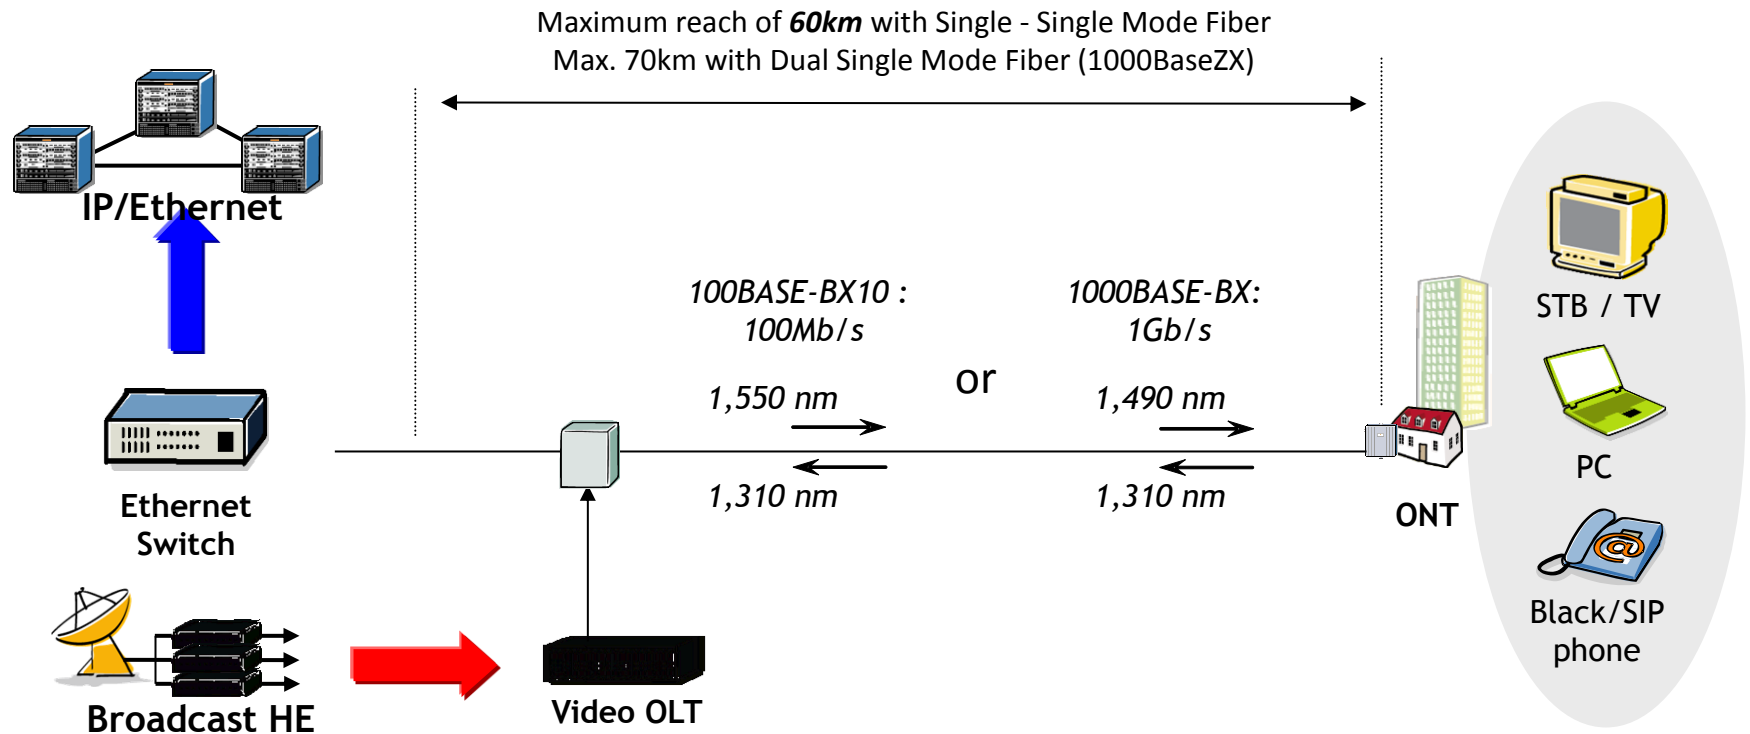 Maximum reach of 60km with Single - Single Mode Fiber
Max. 70km with Dual Single Mode Fiber (1000BaseZX)
IP/Ethernet
100BASE-BX10 :
100Mb/s
1000BASE-BX:
1Gb/s
or
1,550 nm
1,490 nm
1,310 nm
1,310 nm
Ethernet
Switch
ONT
STB / TV
PC
Black/SIP
phone
Broadcast HE
Video OLT